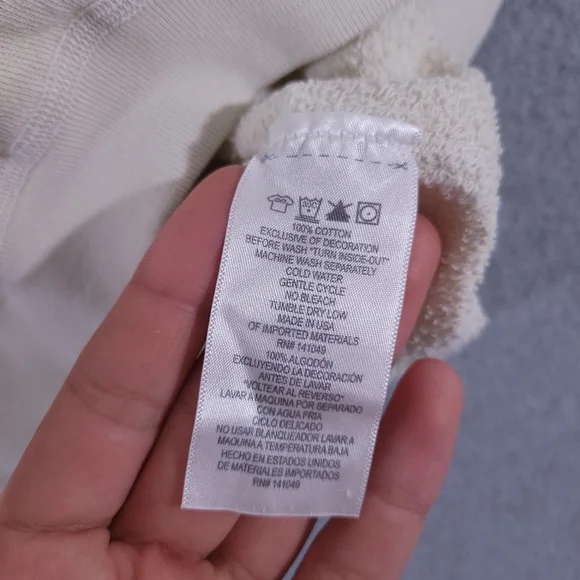 100% COTTON
EXCLUSIVE OF DECORATION
BEFORE WASH "TURN INSIDE-OUT"
MACHINE WASH SEPARATELY
COLD WATER
GENTLE CYCLE
NO BLEACH
TUMBLE DRY LOW
MADE IN USA
OF IMPORTED MATERIALS
RN# 141049
100% ALGODÓN
EXCLUYENDO LA DECORACIÓN
ANTES DE LAVAR
"VOLTEAR AL REVERSO"
LAVAR A MAQUINA POR SEPARADO
CON AGUA FRIA
CICLO DELICADO
NO USAR BLANQUEADOR LAVAR A
MAQUINA A TEMPERATURA BAJA
HECHO EN ESTADOS UNIDOS
DE MATERIALES IMPORTADOS
RN# 141049